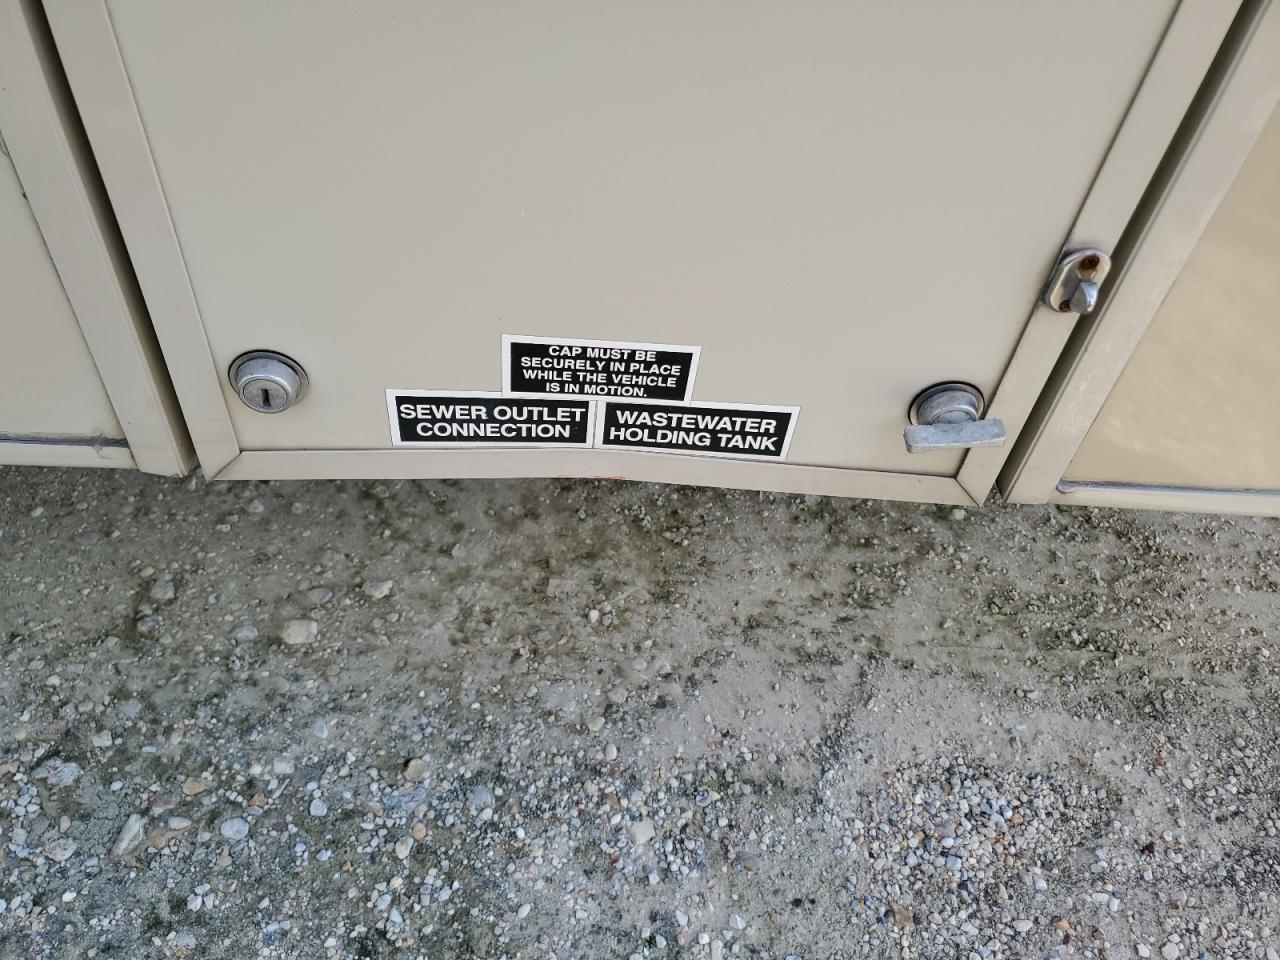 CAP MUST BE
SECURELY IN PLACE
WHILE THE VEHICLE
IS IN MOTION.
SEWER OUTLET
CONNECTION
WASTEWATER
HOLDING TANK